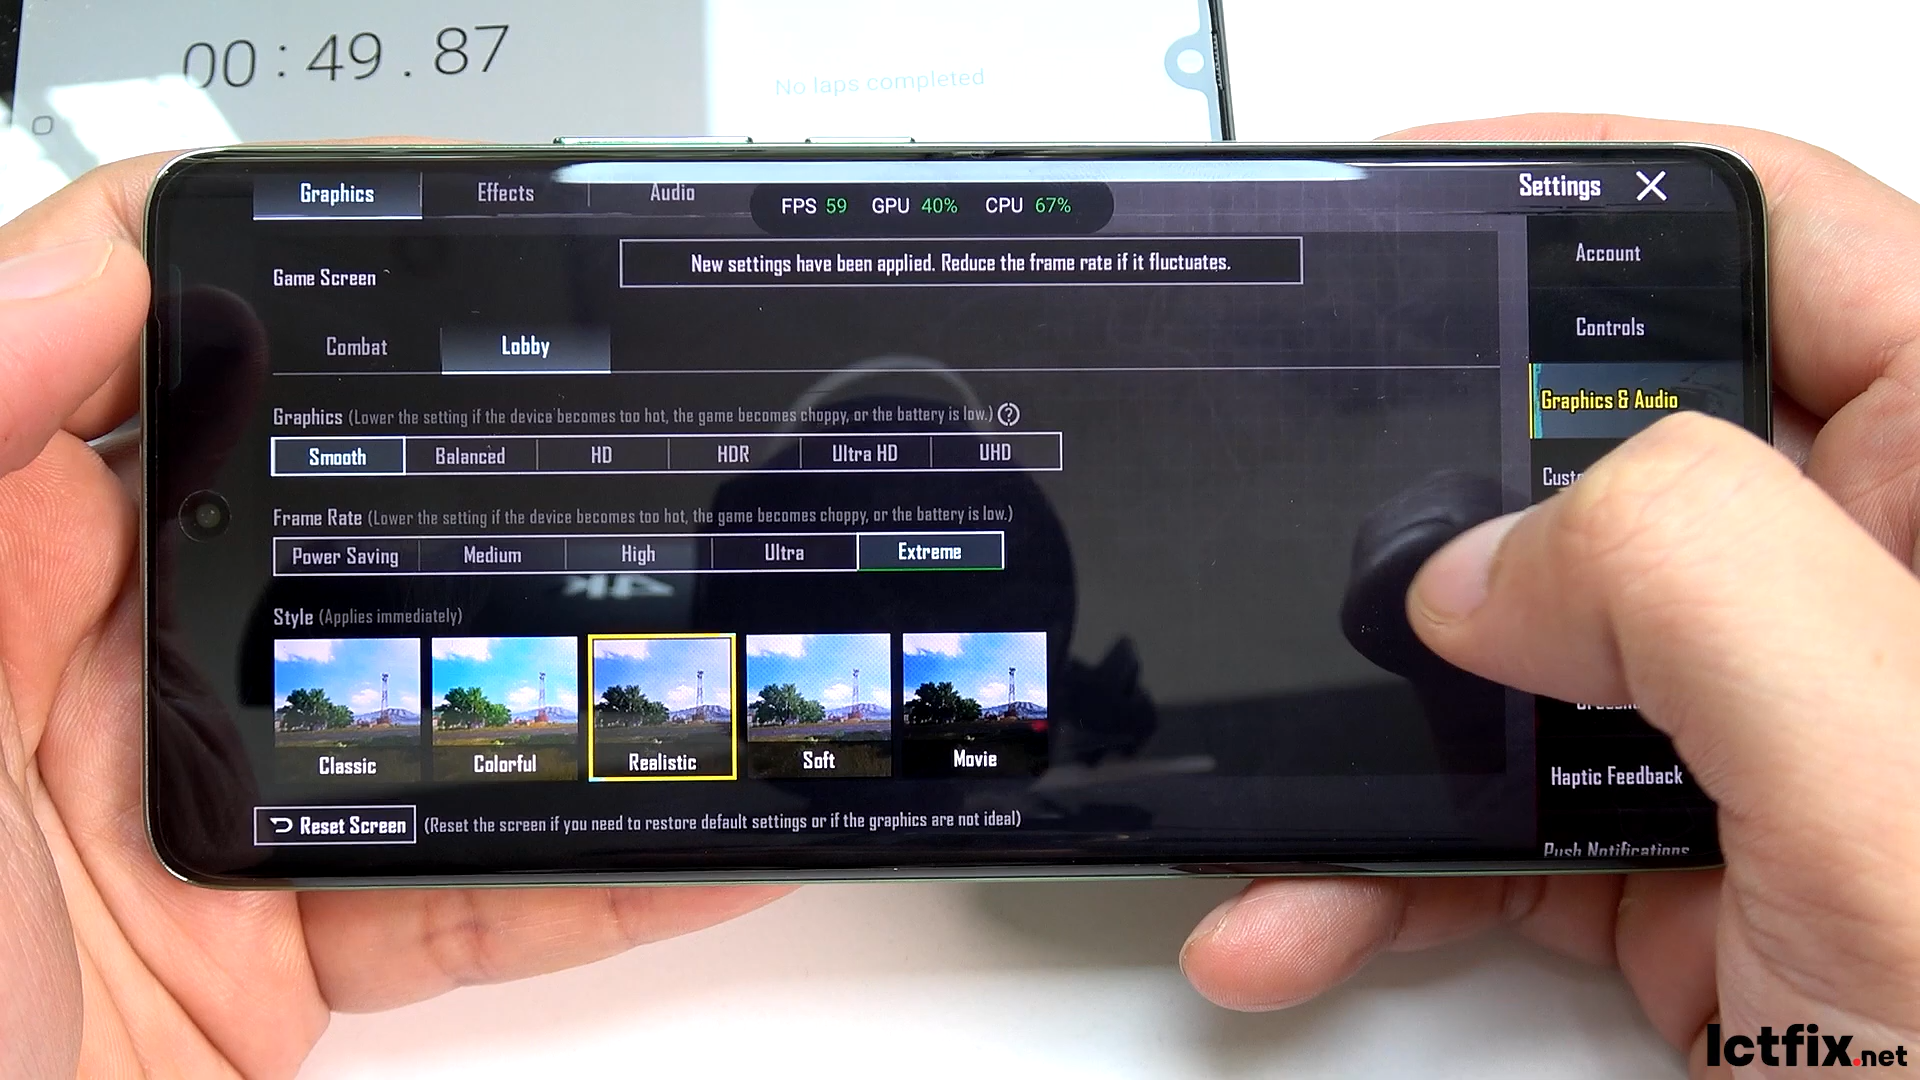 00:49.87
No laps completed
Graphics Effects Audio
FPS 59 GPU 40% CPU 67%
Settings
Game Screen
New settings have been applied. Reduce the frame rate if it fluctuates.
Account
Combat Lobby
Controls
Graphics (Lower the setting if the device becomes too hot, the game becomes choppy, or the battery is low.) ?
Graphics & Audio
Smooth Balanced HD HDR Ultra HD UHD
Frame Rate (Lower the setting if the device becomes too hot, the game becomes choppy, or the battery is low.)
Power Saving Medium High Ultra Extreme
4K
Style (Applies immediately)
Classic Colorful Realistic Soft Movie
Haptic Feedback
Reset Screen (Reset the screen if you need to restore default settings or if the graphics are not ideal)
Push Notifications
Ictfix.net